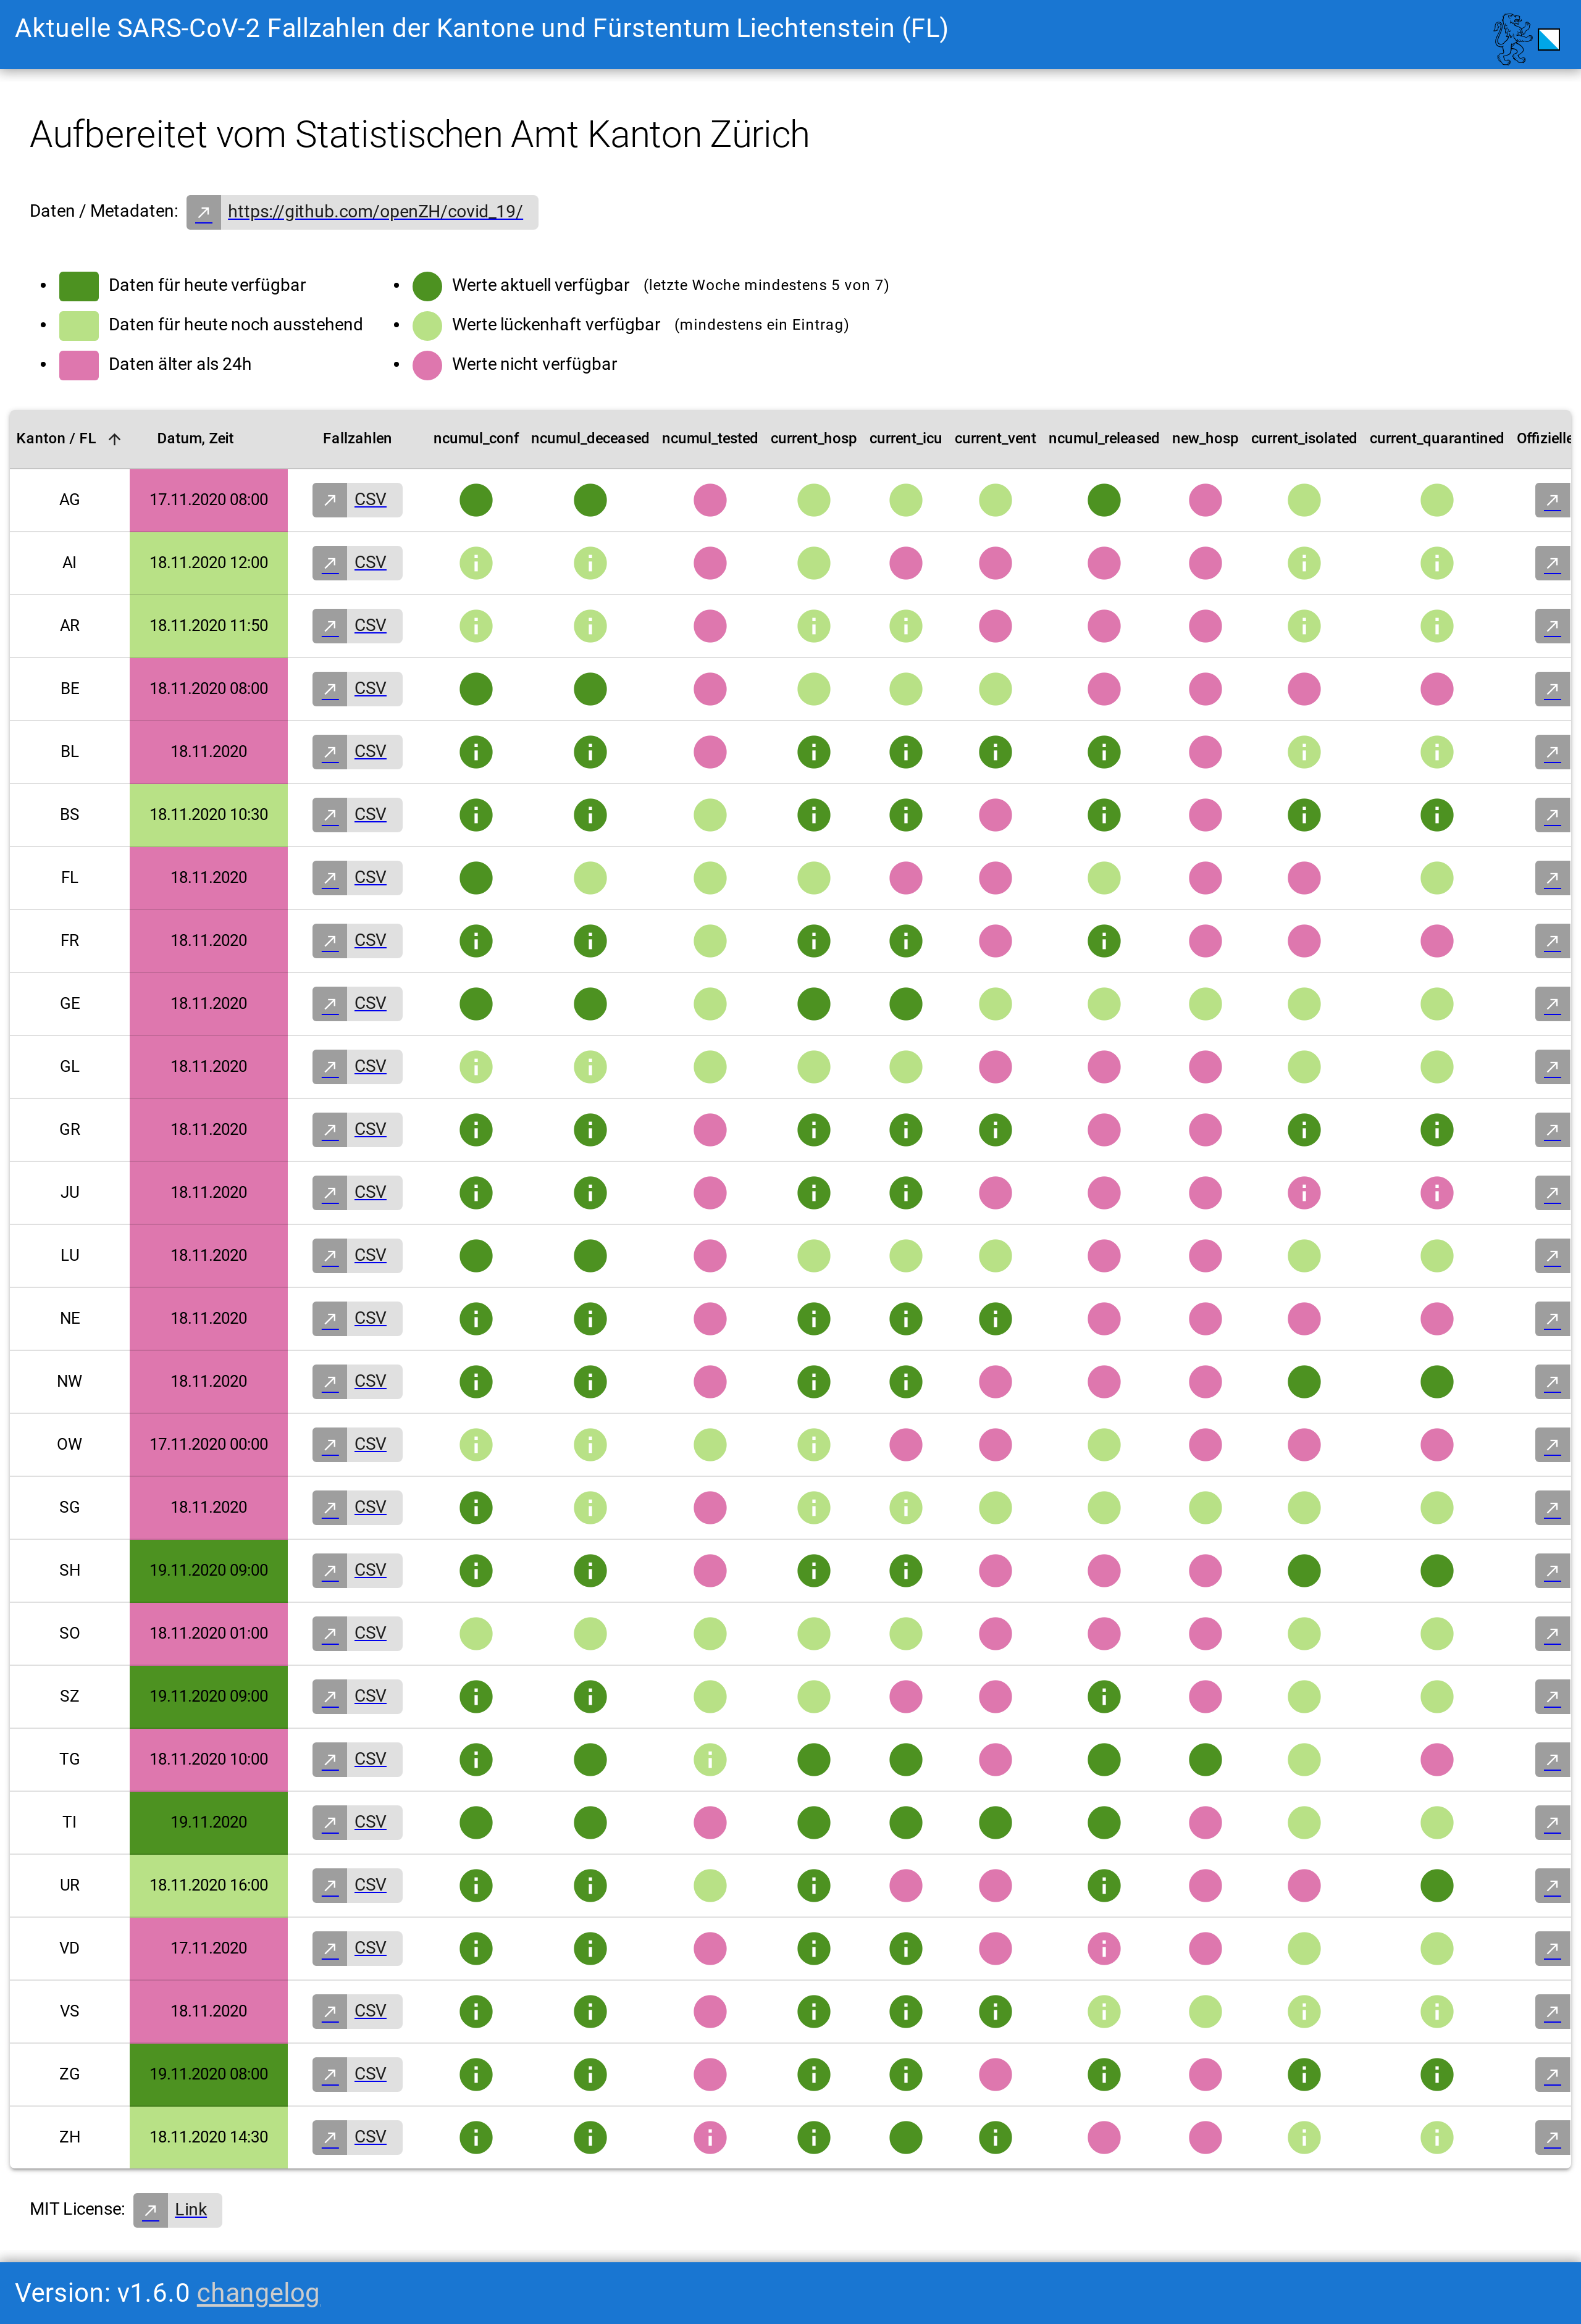 Aktuelle SARS-CoV-2 Fallzahlen der Kantone und Fürstentum Liechtenstein (FL)
Aufbereitet vom Statistischen Amt Kanton Zürich
Daten / Metadaten: https://github.com/openZH/covid_19/
Daten für heute verfügbar
Daten für heute noch ausstehend
Daten älter als 24h
Werte aktuell verfügbar (letzte Woche mindestens 5 von 7)
Werte lückenhaft verfügbar (mindestens ein Eintrag)
Werte nicht verfügbar
Kanton / FL Datum, Zeit Fallzahlen ncumul_conf ncumul_deceased ncumul_tested current_hosp current_icu current_vent ncumul_released new_hosp current_isolated current_quarantined Offizielle
AG 17.11.2020 08:00 CSV
AI 18.11.2020 12:00 CSV
AR 18.11.2020 11:50 CSV
BE 18.11.2020 08:00 CSV
BL 18.11.2020 CSV
BS 18.11.2020 10:30 CSV
FL 18.11.2020 CSV
FR 18.11.2020 CSV
GE 18.11.2020 CSV
GL 18.11.2020 CSV
GR 18.11.2020 CSV
JU 18.11.2020 CSV
LU 18.11.2020 CSV
NE 18.11.2020 CSV
NW 18.11.2020 CSV
OW 17.11.2020 00:00 CSV
SG 18.11.2020 CSV
SH 19.11.2020 09:00 CSV
SO 18.11.2020 01:00 CSV
SZ 19.11.2020 09:00 CSV
TG 18.11.2020 10:00 CSV
TI 19.11.2020 CSV
UR 18.11.2020 16:00 CSV
VD 17.11.2020 CSV
VS 18.11.2020 CSV
ZG 19.11.2020 08:00 CSV
ZH 18.11.2020 14:30 CSV
MIT License: Link
Version: v1.6.0 changelog